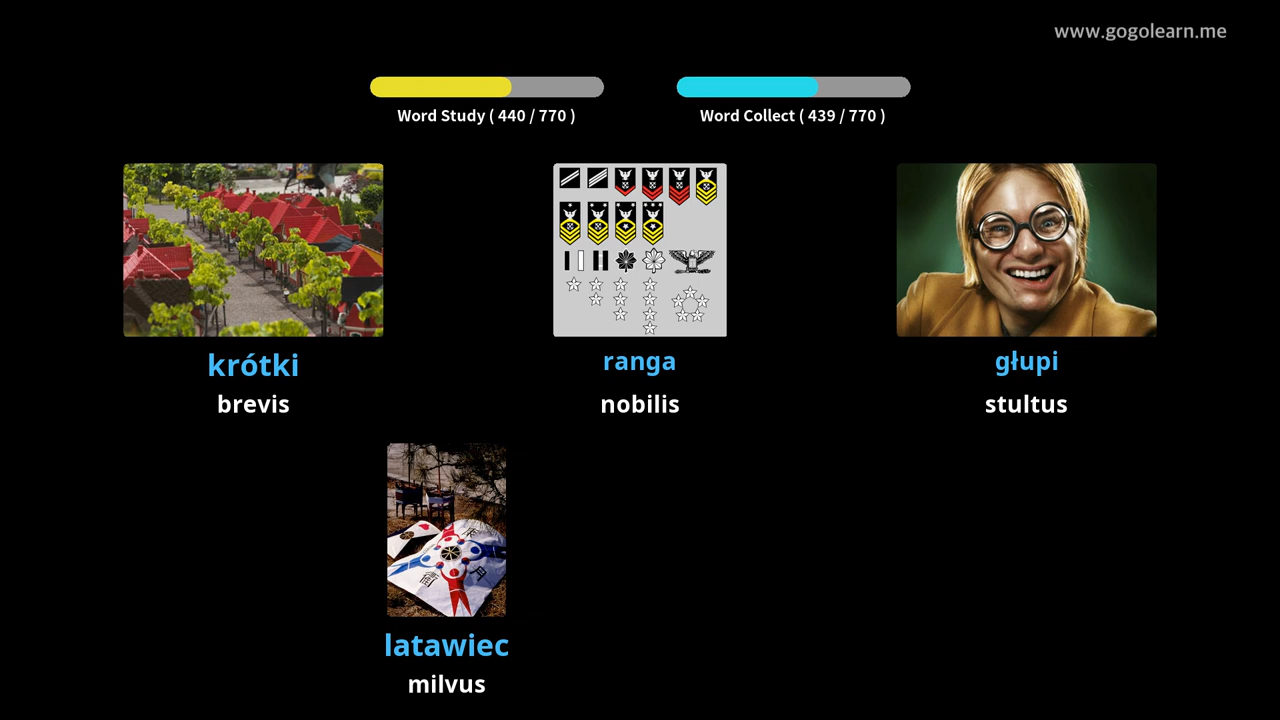 www.gogolearn.me
Word Study ( 440 / 770 )
Word Collect ( 439 / 770 )
krótki
brevis
ranga
nobilis
głupi
stultus
latawiec
milvus